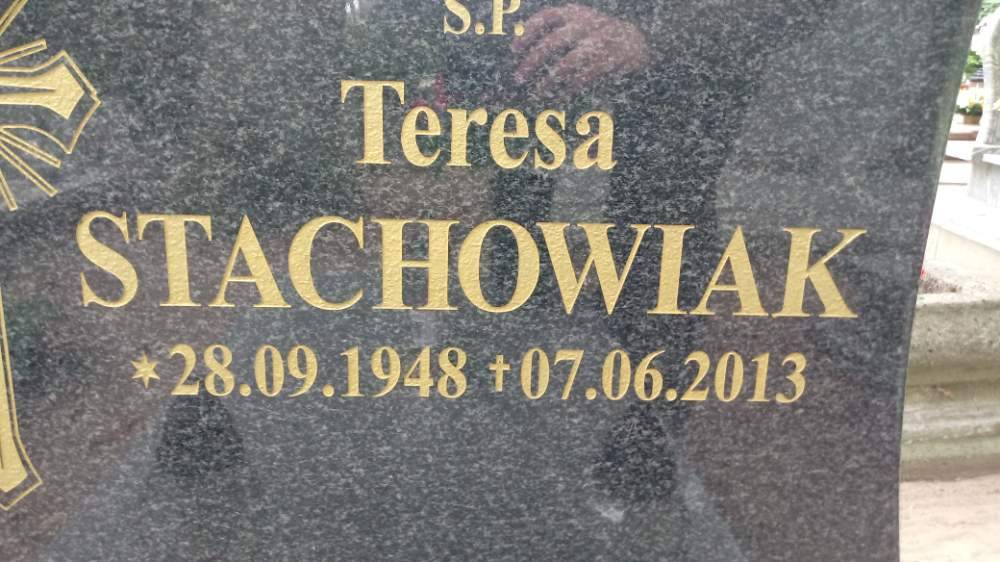 S.P.
Teresa
STACHOWIAK
*28.09.1948 †07.06.2013